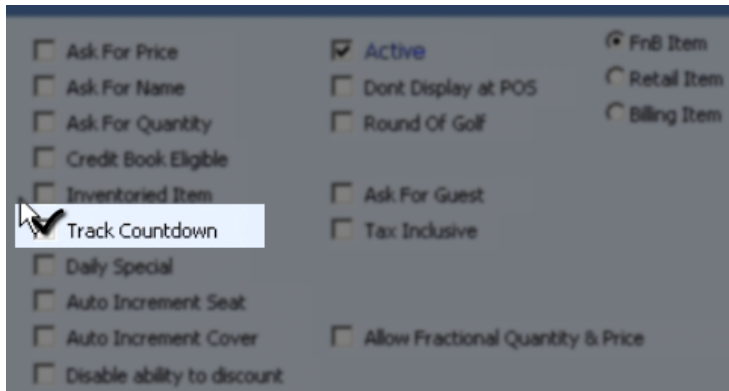 Ask For Price
Ask For Name
Ask For Quantity
Credit Book Eligible
Inventoried Item
Track Countdown
Daily Special
Auto Increment Seat
Auto Increment Cover
Disable ability to discount
Active
Dont Display at POS
Round Of Golf
Ask For Guest
Tax Inclusive
Allow Fractional Quantity & Price
FnB Item
Retail Item
Billing Item